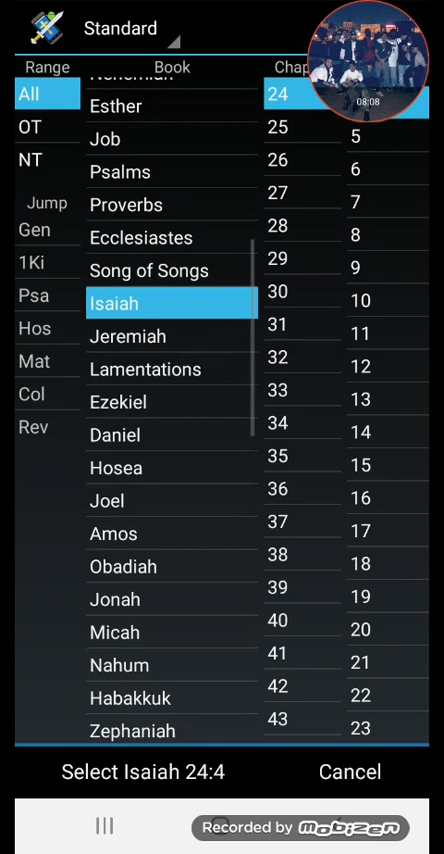 Standard
Range
Book
Chap
All
OT
NT
Jump
Gen
1Ki
Psa
Hos
Mat
Col
Rev
Nehemiah
Esther
Job
Psalms
Proverbs
Ecclesiastes
Song of Songs
Isaiah
Jeremiah
Lamentations
Ezekiel
Daniel
Hosea
Joel
Amos
Obadiah
Jonah
Micah
Nahum
Habakkuk
Zephaniah
24
25
26
27
28
29
30
31
32
33
34
35
36
37
38
39
40
41
42
43
08:08
5
6
7
8
9
10
11
12
13
14
15
16
17
18
19
20
21
22
23
Select Isaiah 24:4
Cancel
Recorded by Mobizen